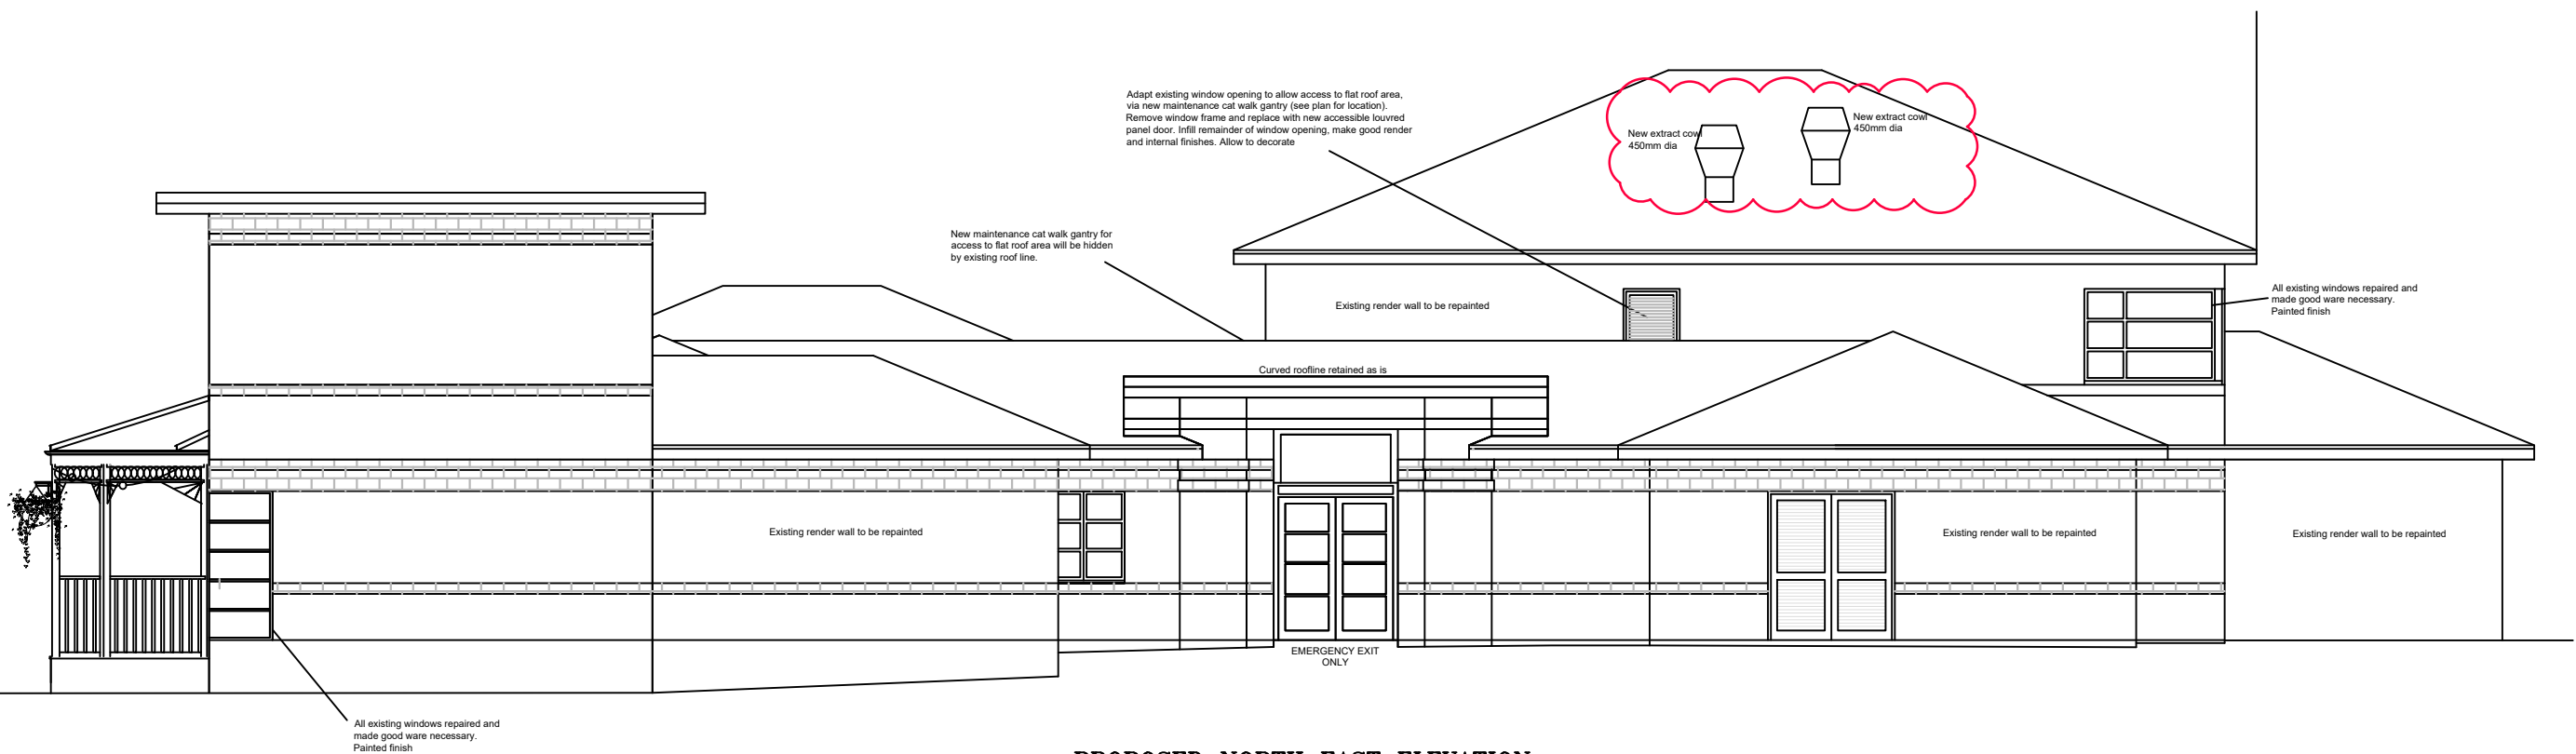 Adapt existing window opening to allow access to flat roof area,
via new maintenance cat walk gantry (see plan for location).
Remove window frame and replace with new accessible louvred
panel door. Infill remainder of window opening, make good render
and internal finishes. Allow to decorate
New extract cowl
450mm dia
New extract cowl
450mm dia
New maintenance cat walk gantry for
access to flat roof area will be hidden
by existing roof line.
Existing render wall to be repainted
All existing windows repaired and
made good ware necessary.
Painted finish
Curved roofline retained as is
Existing render wall to be repainted
Existing render wall to be repainted
Existing render wall to be repainted
EMERGENCY EXIT
ONLY
All existing windows repaired and
made good ware necessary.
Painted finish
PROPOSED NORTH EAST ELEVATION